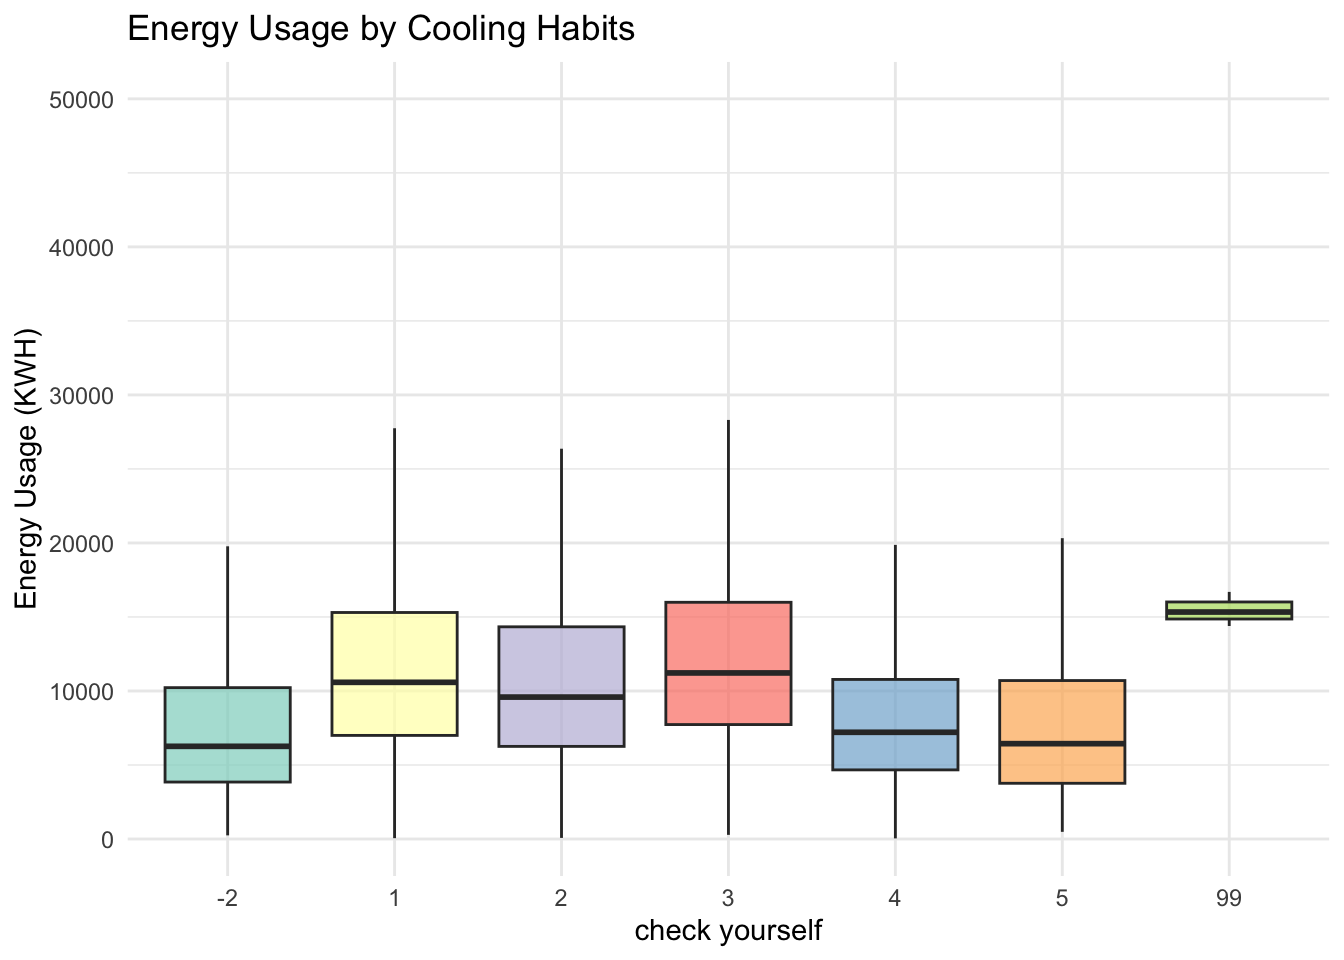 Energy Usage by Cooling Habits
Energy Usage (KWH)
50000
40000
30000
20000
10000
0
-2 1 2 3 4 5 99
check yourself